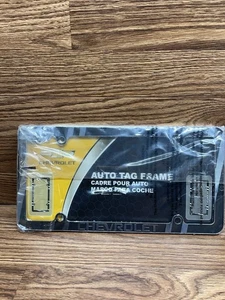 CHEVROLET
AUTO TAG FRAME
CADRE POUR AUTO
MARCO PARA COCHE
CHEVROLET